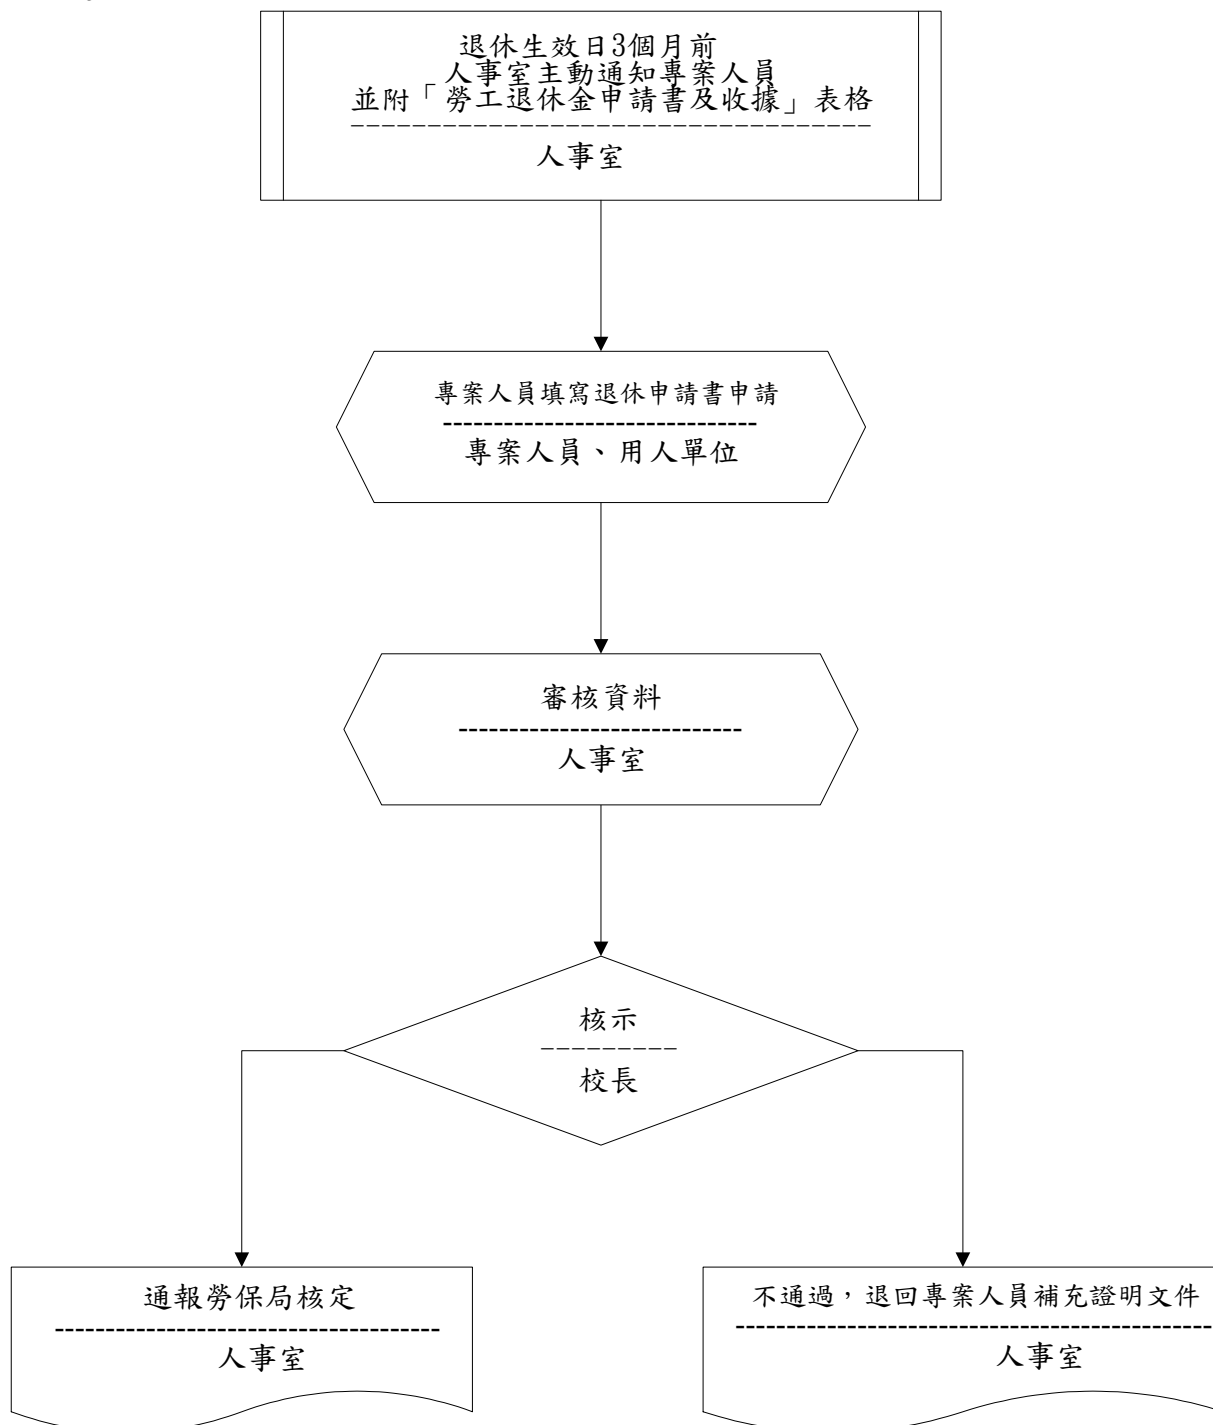 退休生效日3個月前
人事室主動通知專案人員
並附「勞工退休金申請書及收據」表格
人事室
專案人員填寫退休申請書申請
專案人員、用人單位
審核資料
人事室
核示
校長
通報勞保局核定
人事室
不通過，退回專案人員補充證明文件
人事室